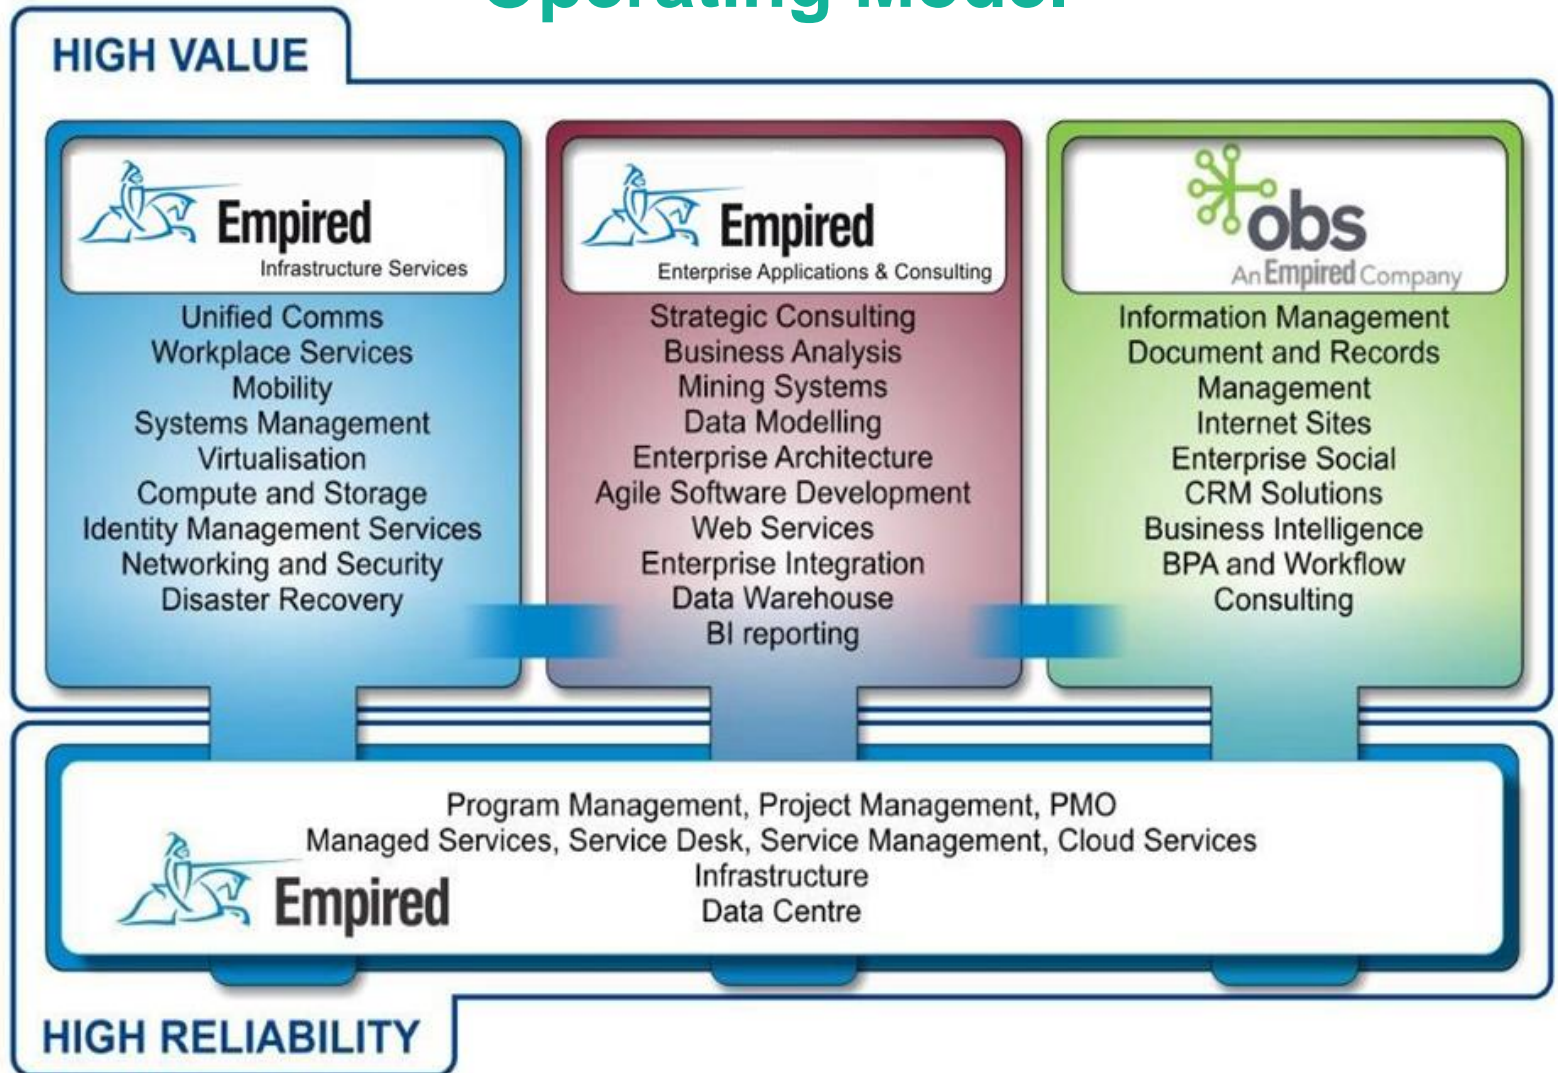 Operating Model
HIGH VALUE
Empired
Infrastructure Services
Unified Comms
Workplace Services
Mobility
Systems Management
Virtualisation
Compute and Storage
Identity Management Services
Networking and Security
Disaster Recovery
Empired
Enterprise Applications & Consulting
Strategic Consulting
Business Analysis
Mining Systems
Data Modelling
Enterprise Architecture
Agile Software Development
Web Services
Enterprise Integration
Data Warehouse
BI reporting
obs
An Empired Company
Information Management
Document and Records
Management
Internet Sites
Enterprise Social
CRM Solutions
Business Intelligence
BPA and Workflow
Consulting
Program Management, Project Management, PMO
Managed Services, Service Desk, Service Management, Cloud Services
Infrastructure
Data Centre
Empired
HIGH RELIABILITY